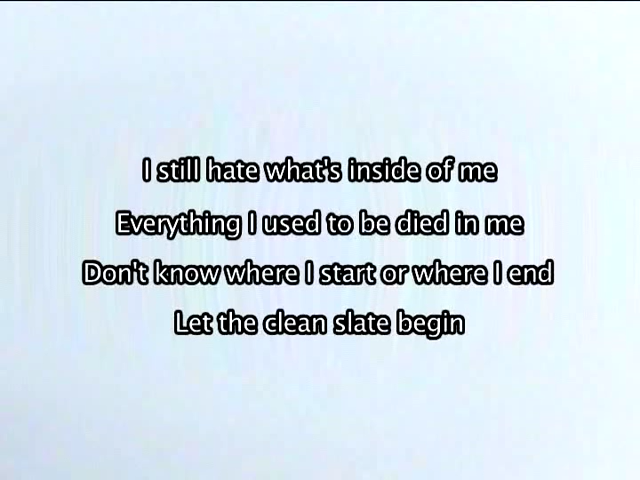 I still hate what's inside of me
Everything I used to be died in me
Don't know where I start or where I end
Let the clean slate begin